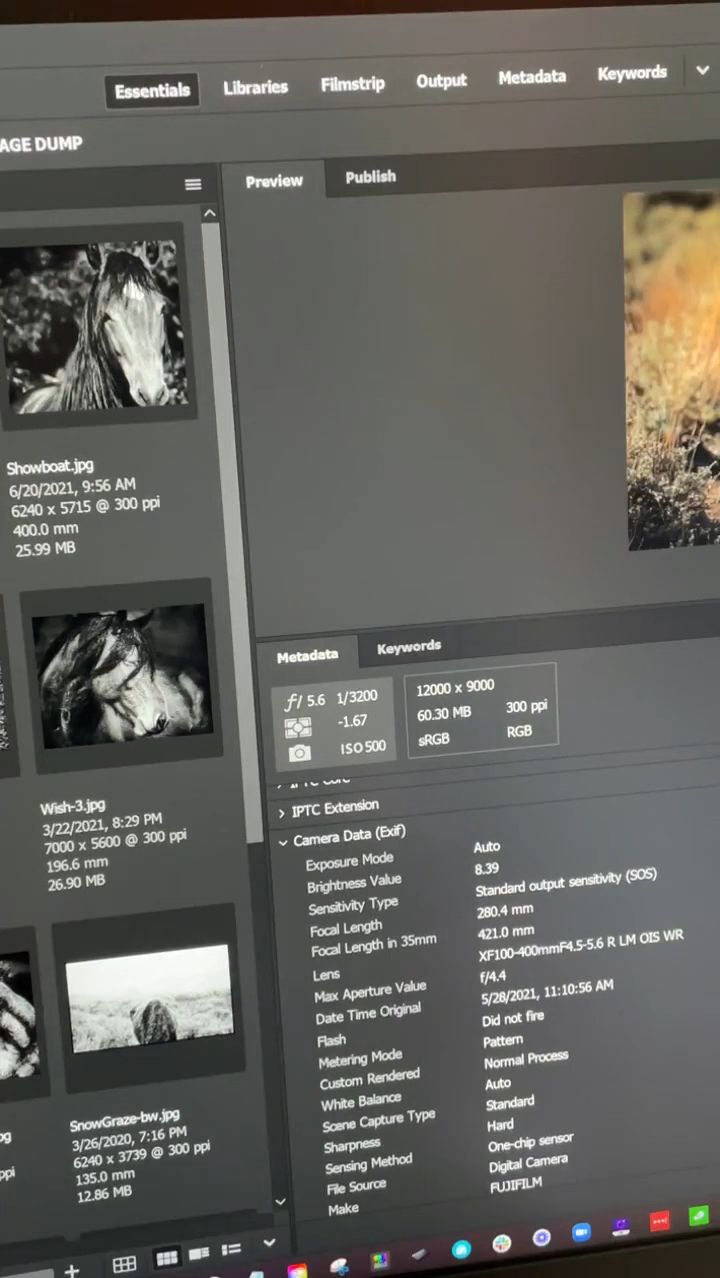 Essentials
Libraries
Filmstrip
Output
Metadata
Keywords
AGE DUMP
Preview
Publish
Showboat.jpg
6/20/2021, 9:56 AM
6240 x 5715 @ 300 ppi
400.0 mm
25.99 MB
Wish-3.jpg
3/22/2021, 8:29 PM
7000 x 5600 @ 300 ppi
196.6 mm
26.90 MB
SnowGraze-bw.jpg
3/26/2020, 7:16 PM
6240 x 3739 @ 300 ppi
135.0 mm
12.86 MB
pg
ppi
Metadata
Keywords
f/ 5.6 1/3200
-1.67
ISO 500
12000 x 9000
60.30 MB 300 ppi
sRGB RGB
IPTC Core
IPTC Extension
Camera Data (Exif)
Exposure Mode Auto
Brightness Value 8.39
Sensitivity Type Standard output sensitivity (SOS)
Focal Length 280.4 mm
Focal Length in 35mm 421.0 mm
Lens XF100-400mmF4.5-5.6 R LM OIS WR
Max Aperture Value f/4.4
Date Time Original 5/28/2021, 11:10:56 AM
Flash Did not fire
Metering Mode Pattern
Custom Rendered Normal Process
White Balance Auto
Scene Capture Type Standard
Sharpness Hard
Sensing Method One-chip sensor
File Source Digital Camera
Make FUJIFILM